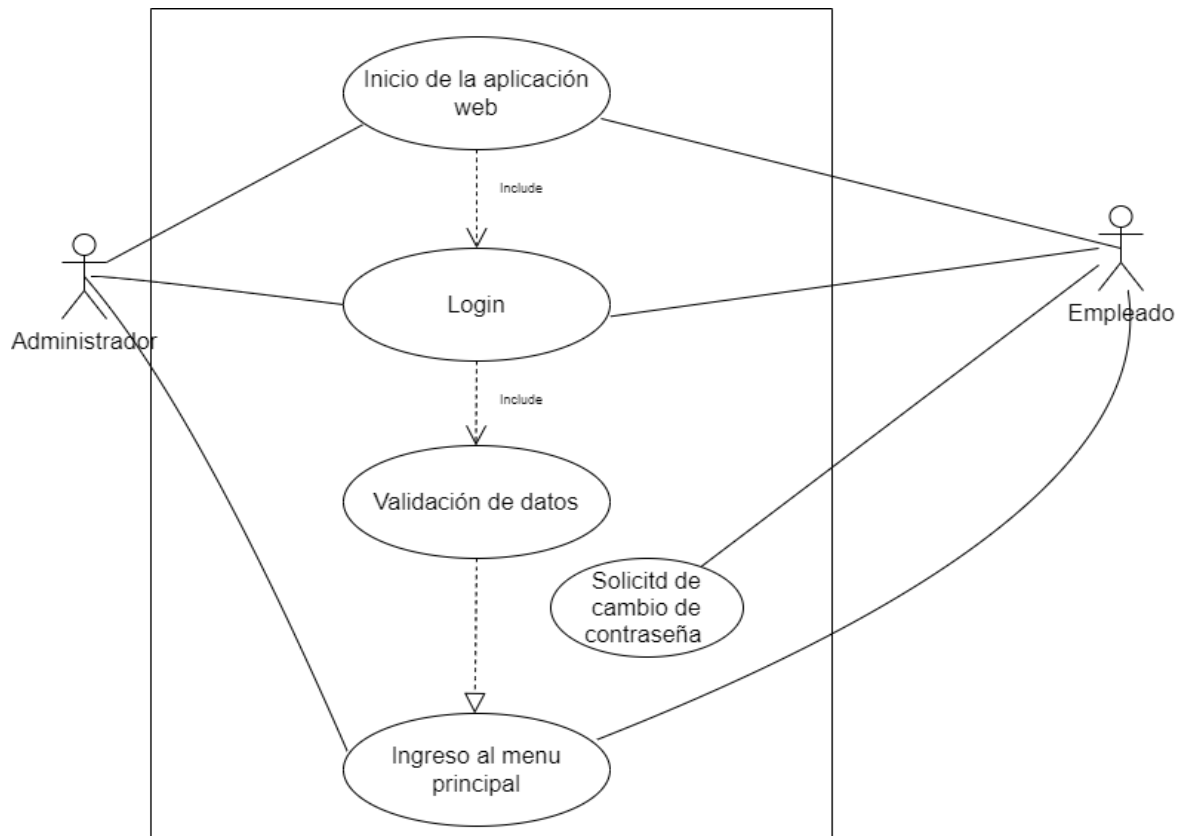 Inicio de la aplicación
web
Include
Login
Administrador
Empleado
Include
Validación de datos
Solicitd de
cambio de
contraseña
Ingreso al menu
principal